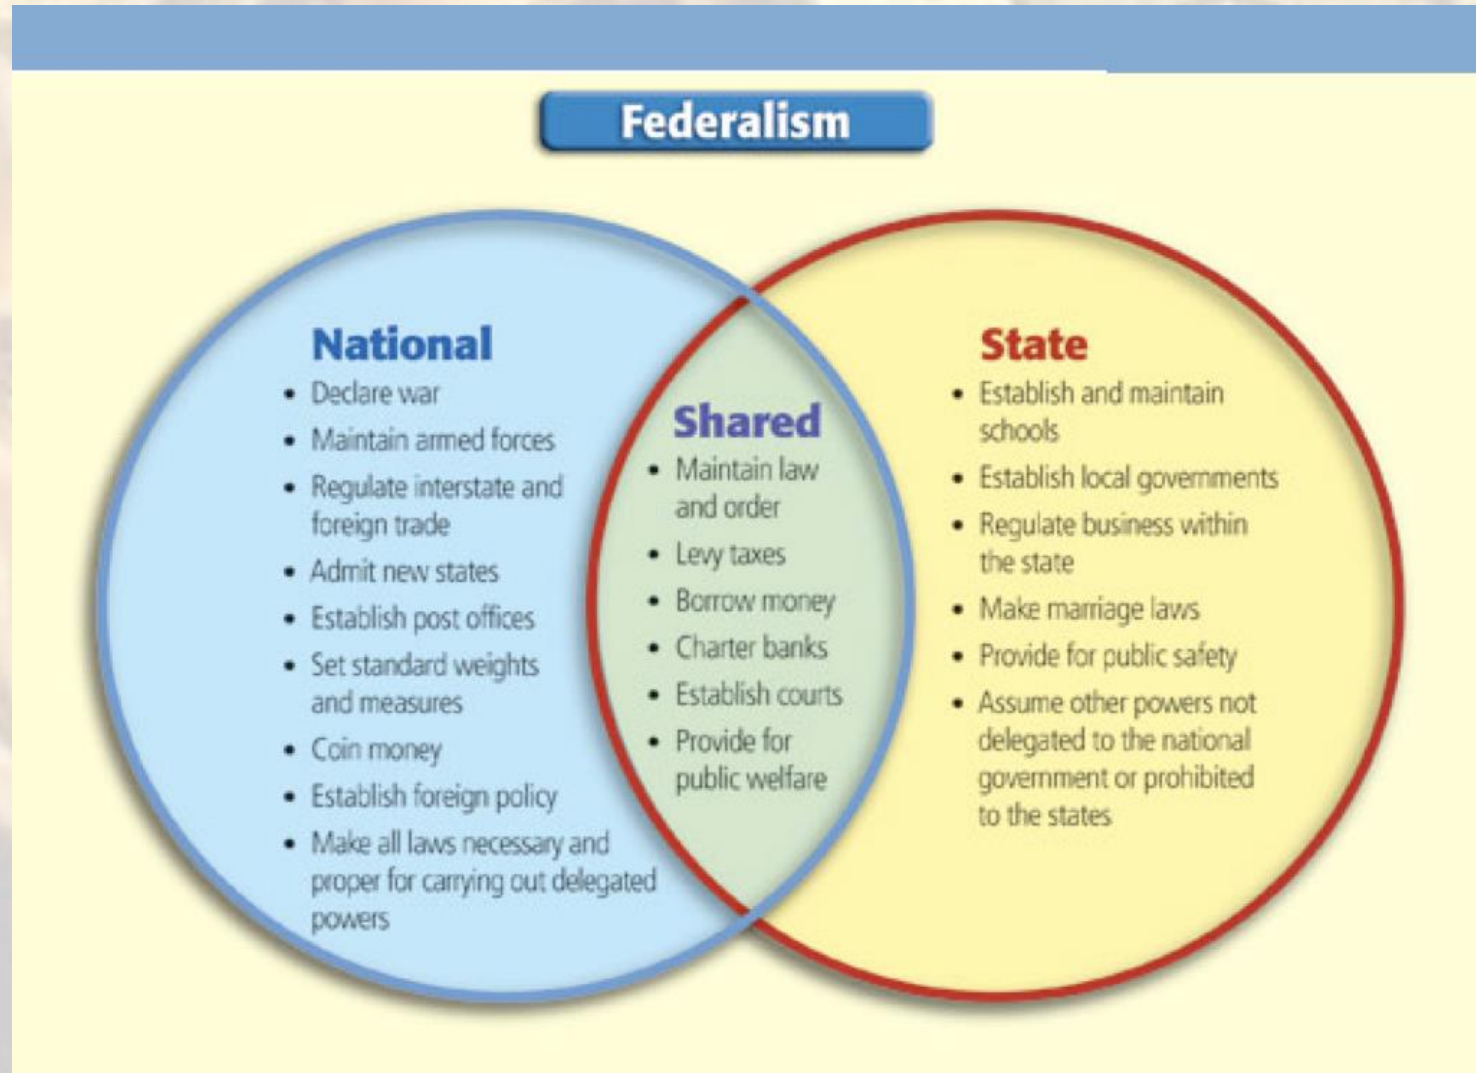 Federalism
National
• Declare war
• Maintain armed forces
• Regulate interstate and
foreign trade
• Admit new states
• Establish post offices
• Set standard weights
and measures
• Coin money
• Establish foreign policy
• Make all laws necessary and
proper for carrying out delegated
powers
Shared
• Maintain law
and order
• Levy taxes
• Borrow money
• Charter banks
• Establish courts
• Provide for
public welfare
State
• Establish and maintain
schools
• Establish local governments
• Regulate business within
the state
• Make marriage laws
• Provide for public safety
• Assume other powers not
delegated to the national
government or prohibited
to the states